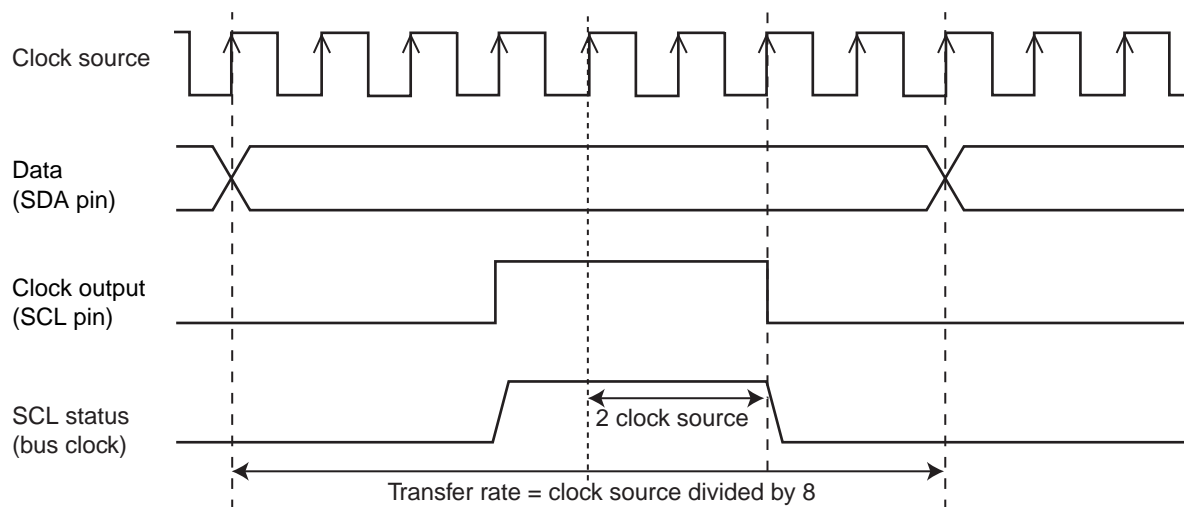 Clock source
Data
(SDA pin)
Clock output
(SCL pin)
SCL status
(bus clock)
2 clock source
Transfer rate = clock source divided by 8